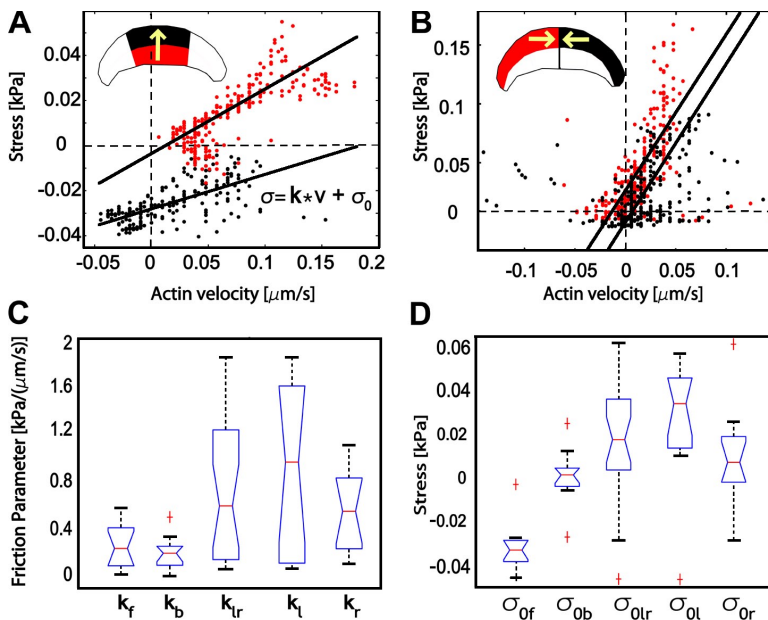 A
Stress [kPa]
0.04
0.02
0
-0.02
-0.04
σ=k*v + σ0
-0.05 0 0.05 0.1 0.15 0.2
Actin velocity [μm/s]
B
Stress [kPa]
0.15
0.1
0.05
0
-0.1 -0.05 0 0.05 0.1
Actin velocity [μm/s]
C
Friction Parameter [kPa/(μm/s)]
2
1.6
1.2
0.8
0.4
0
kf kb klr kl kr
D
Stress [kPa]
0.06
0.04
0.02
0
-0.02
-0.04
σ0f σ0b σ0lr σ0l σ0r